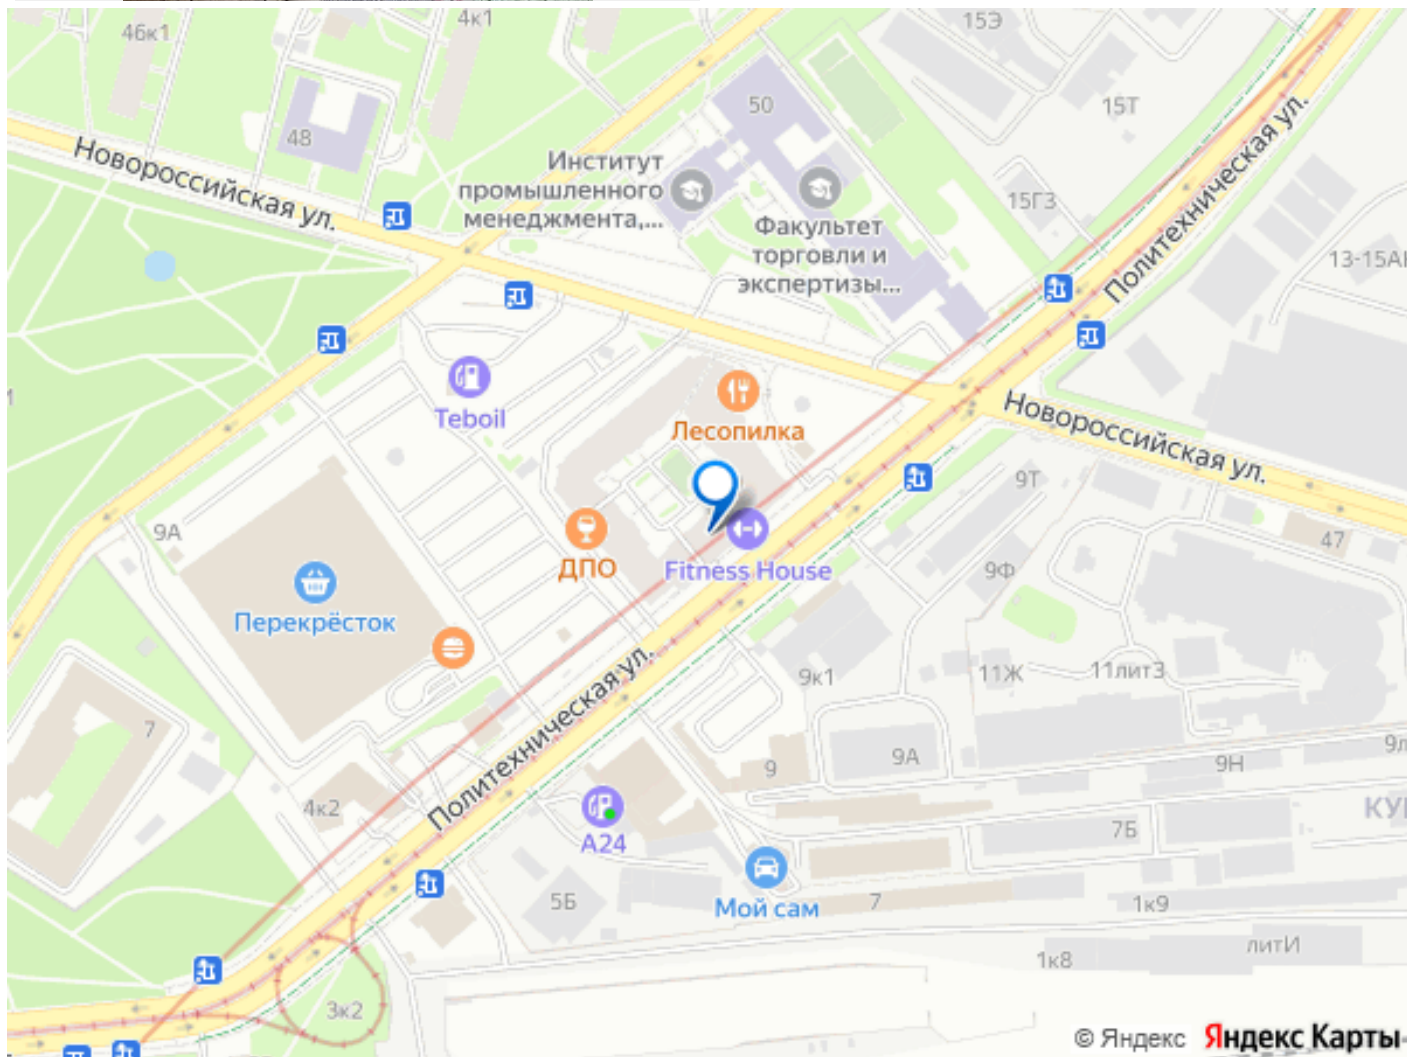 46к1
4к1
15Э
50
15Т
48
Новороссийская ул.
Институт
промышленного
менеджмента,...
Факультет
торговли и
экспертизы...
15Г3
Политехническая ул.
13-15А
Teboil
Лесопилка
Новороссийская ул.
9А
9Т
47
ДПО
Fitness House
9Ф
Перекрёсток
9к1
11Ж
11лит3
Политехническая ул.
7
9
9А
9Н
9л
4к2
А24
7Б
КУ
5Б
Мой сам
7
1к9
1к8
литИ
3к2
© Яндекс Яндекс Карты